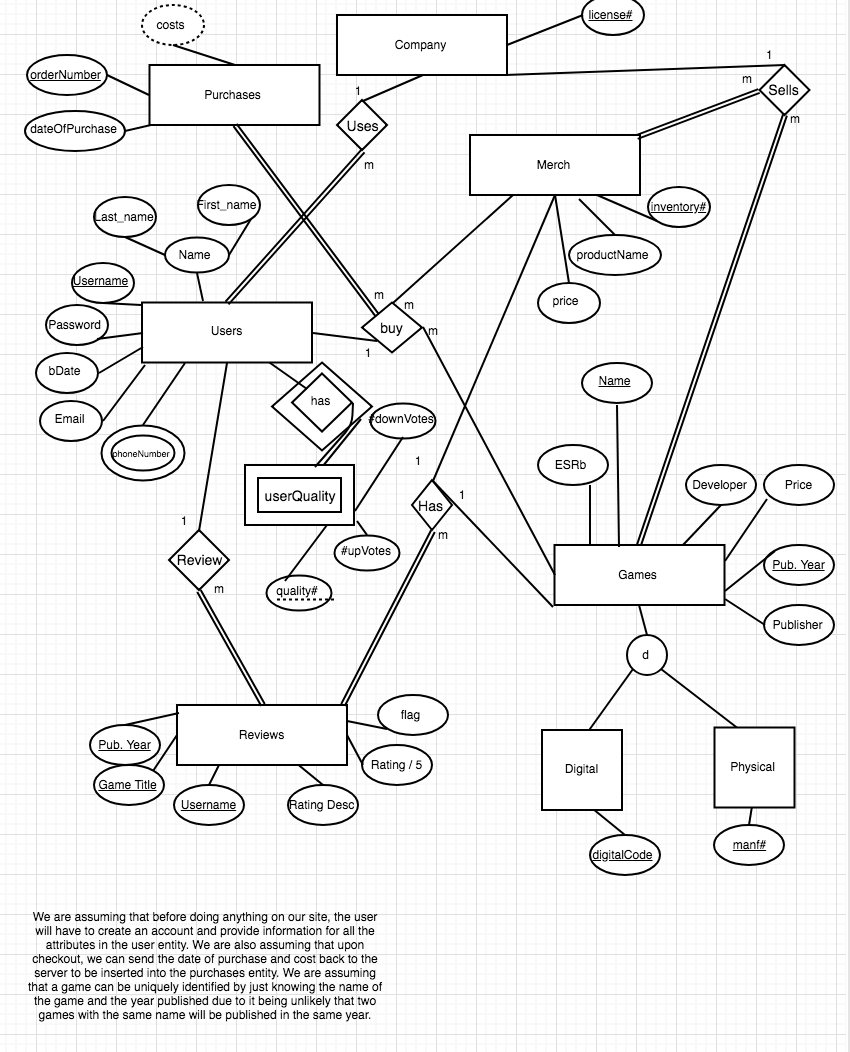 costs
license#
Company
1
orderNumber
Purchases
m
Sells
1
m
dateOfPurchase
Uses
m
Merch
First_name
Last_name
inventory#
Name
productName
Username
m
m
price
Password
Users
buy
m
1
bDate
Name
has
Email
#downVotes
phoneNumber
1
ESRb
Developer
Price
userQuality
1
Has
1
m
#upVotes
Review
Pub. Year
Games
m
quality#
Publisher
d
flag
Reviews
Pub. Year
Rating / 5
Digital
Physical
Game Title
Username
Rating Desc
manf#
digitalCode
We are assuming that before doing anything on our site, the user
will have to create an account and provide information for all the
attributes in the user entity. We are also assuming that upon
checkout, we can send the date of purchase and cost back to the
server to be inserted into the purchases entity. We are assuming
that a game can be uniquely identified by just knowing the name of
the game and the year published due to it being unlikely that two
games with the same name will be published in the same year.